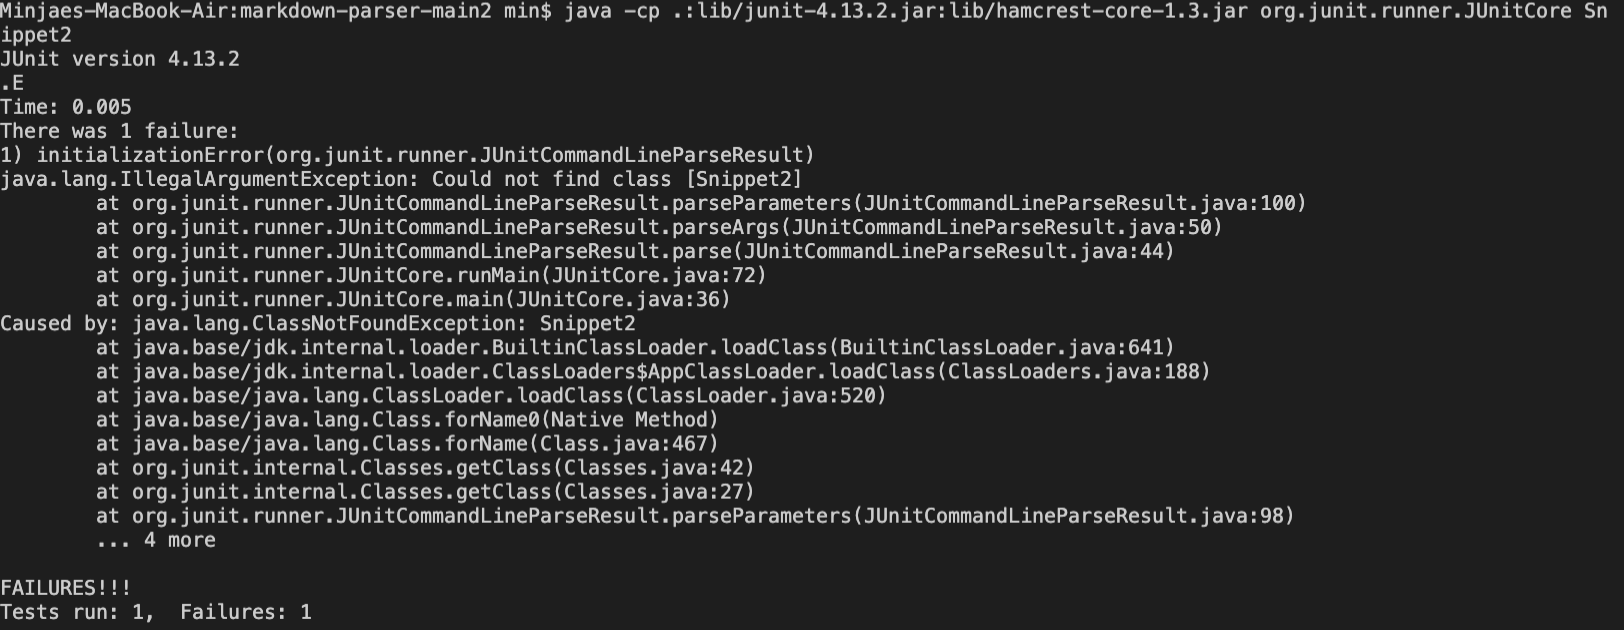 Minjaes-MacBook-Air:markdown-parser-main2 min$ java -cp .:lib/junit-4.13.2.jar:lib/hamcrest-core-1.3.jar org.junit.runner.JUnitCore Sn
ippet2
JUnit version 4.13.2
.E
Time: 0.005
There was 1 failure:
1) initializationError(org.junit.runner.JUnitCommandLineParseResult)
java.lang.IllegalArgumentException: Could not find class [Snippet2]
        at org.junit.runner.JUnitCommandLineParseResult.parseParameters(JUnitCommandLineParseResult.java:100)
        at org.junit.runner.JUnitCommandLineParseResult.parseArgs(JUnitCommandLineParseResult.java:50)
        at org.junit.runner.JUnitCommandLineParseResult.parse(JUnitCommandLineParseResult.java:44)
        at org.junit.runner.JUnitCore.runMain(JUnitCore.java:72)
        at org.junit.runner.JUnitCore.main(JUnitCore.java:36)
Caused by: java.lang.ClassNotFoundException: Snippet2
        at java.base/jdk.internal.loader.BuiltinClassLoader.loadClass(BuiltinClassLoader.java:641)
        at java.base/jdk.internal.loader.ClassLoaders$AppClassLoader.loadClass(ClassLoaders.java:188)
        at java.base/java.lang.ClassLoader.loadClass(ClassLoader.java:520)
        at java.base/java.lang.Class.forName0(Native Method)
        at java.base/java.lang.Class.forName(Class.java:467)
        at org.junit.internal.Classes.getClass(Classes.java:42)
        at org.junit.internal.Classes.getClass(Classes.java:27)
        at org.junit.runner.JUnitCommandLineParseResult.parseParameters(JUnitCommandLineParseResult.java:98)
        ... 4 more

FAILURES!!!
Tests run: 1,  Failures: 1